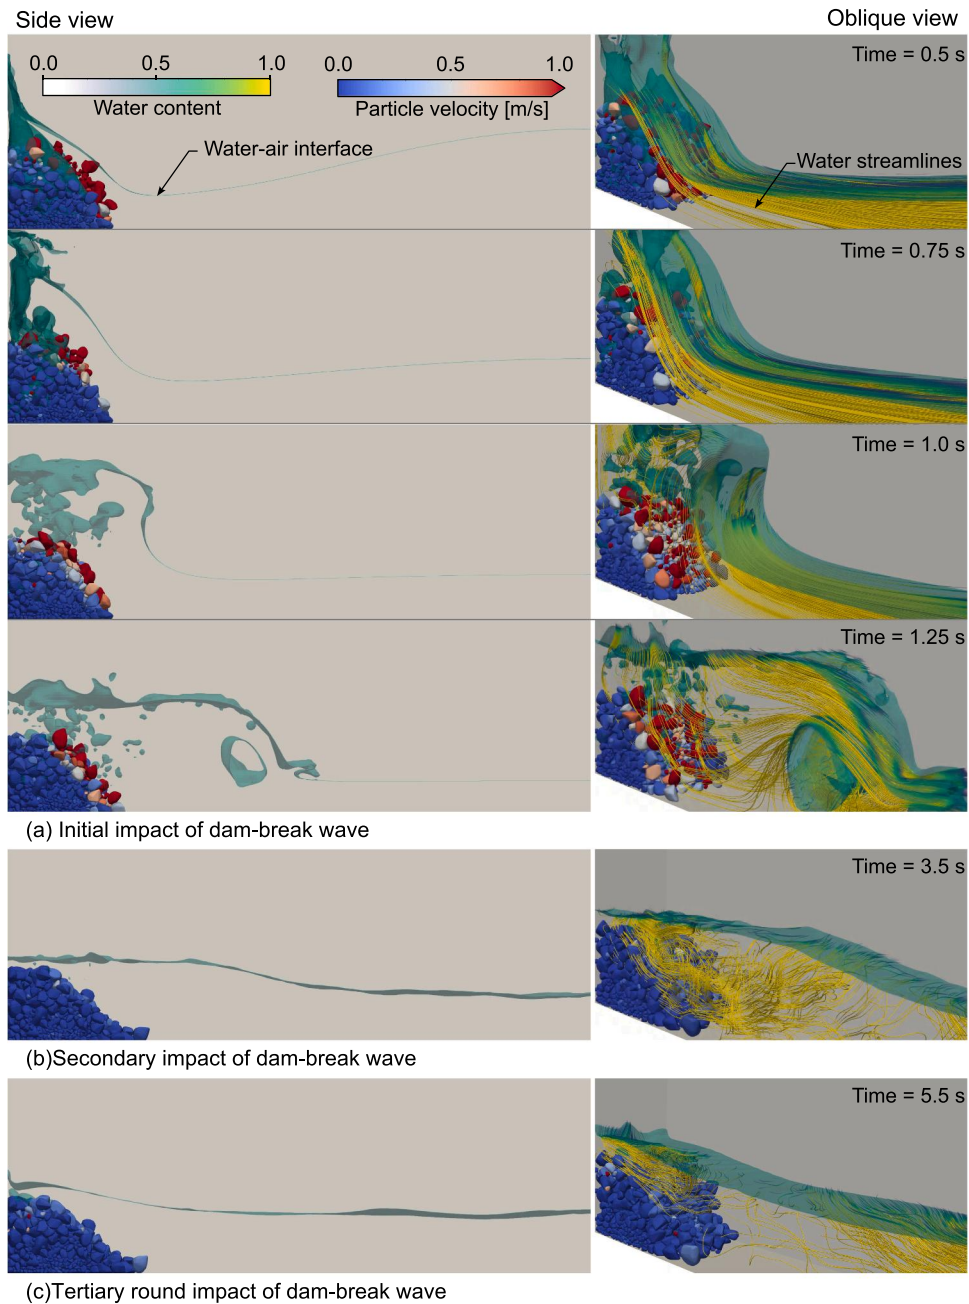 Side view
Oblique view
0.0 0.5 1.0
Water content
0.0 0.5 1.0
Particle velocity [m/s]
Water-air interface
Time = 0.5 s
Water streamlines
Time = 0.75 s
Time = 1.0 s
Time = 1.25 s
(a) Initial impact of dam-break wave
Time = 3.5 s
(b)Secondary impact of dam-break wave
Time = 5.5 s
(c)Tertiary round impact of dam-break wave